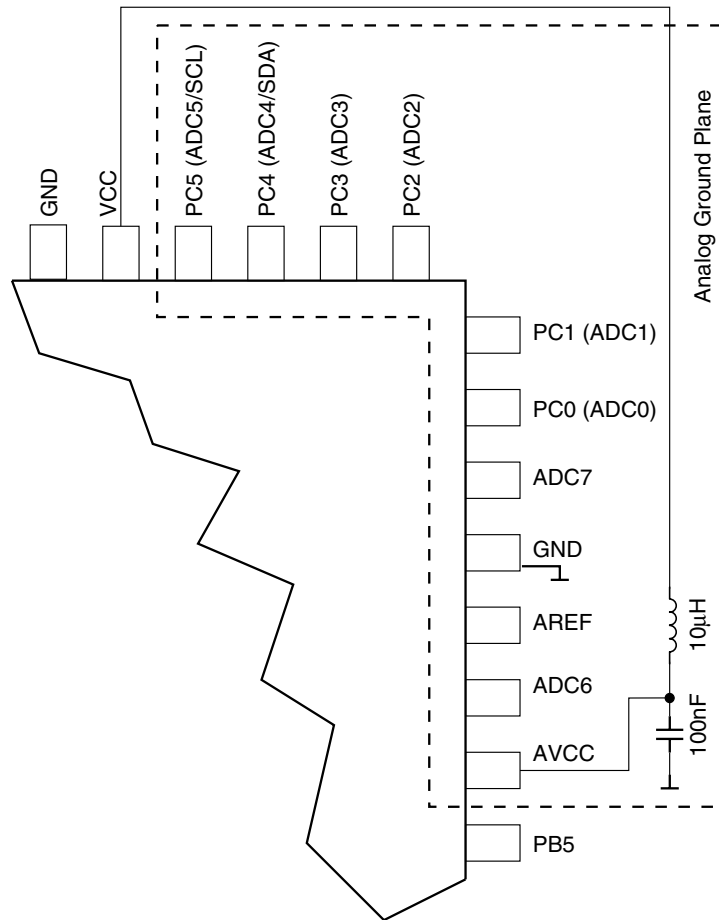 GND
VCC
PC5 (ADC5/SCL)
PC4 (ADC4/SDA)
PC3 (ADC3)
PC2 (ADC2)
Analog Ground Plane
PC1 (ADC1)
PC0 (ADC0)
ADC7
GND
AREF
10μH
ADC6
AVCC
100nF
PB5